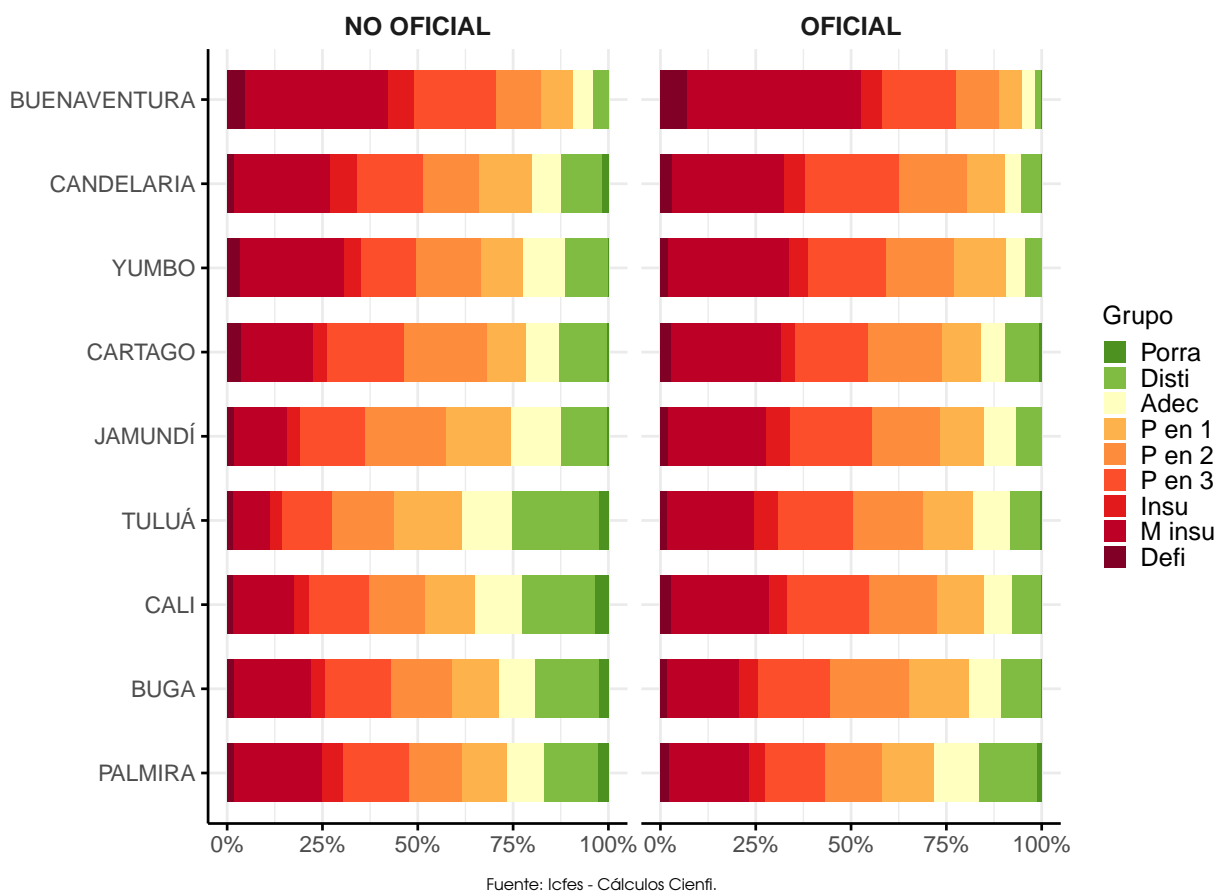 NO OFICIAL
OFICIAL
BUENAVENTURA
CANDELARIA
YUMBO
CARTAGO
JAMUNDÍ
TULUÁ
CALI
BUGA
PALMIRA
0%
25%
50%
75%
100%
0%
25%
50%
75%
100%
Grupo
Porra
Disti
Adec
P en 1
P en 2
P en 3
Insu
M insu
Defi
Fuente: Icfes - Cálculos Cienfi.